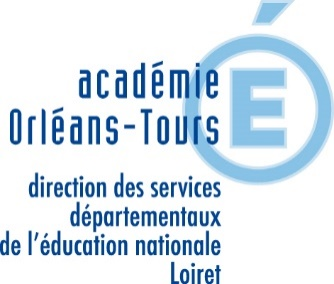 académie
Orléans-Tours
É
direction des services
départementaux
de l'éducation nationale
Loiret